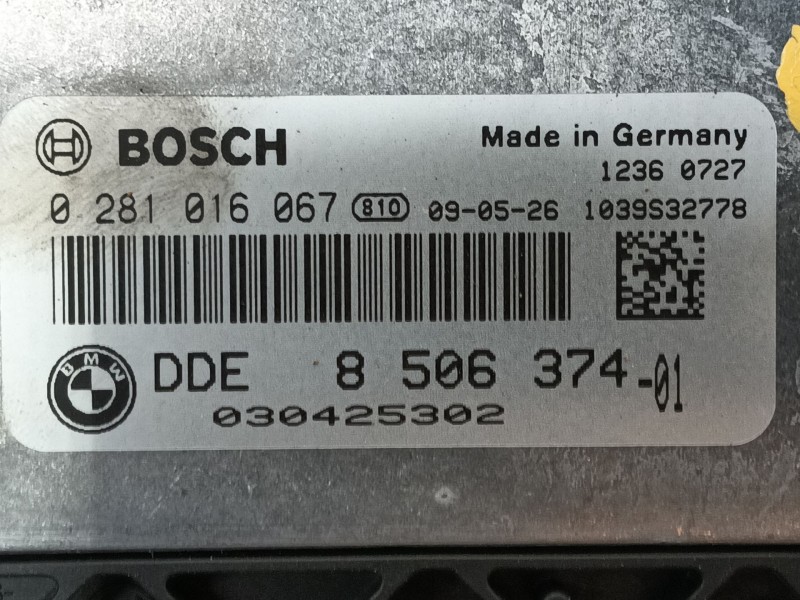 BOSCH Made in Germany
1236 0727
0 281 016 067 810 09-05-26 1039S32778
BMW DDE 8 506 374-01
030425302